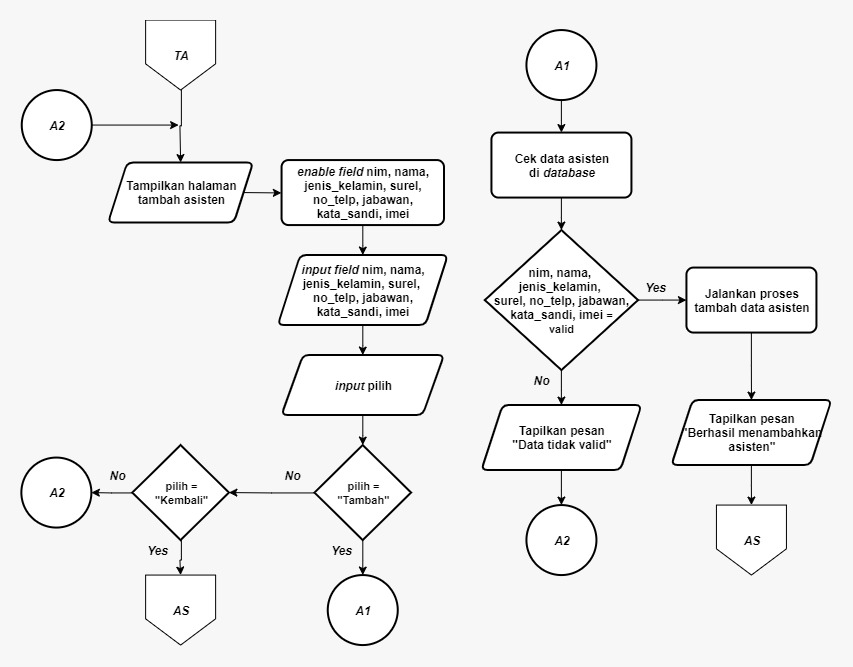 TA
A2
Tampilkan halaman
tambah asisten
enable field nim, nama,
jenis_kelamin, surel,
no_telp, jabawan,
kata_sandi, imei
input field nim, nama,
jenis_kelamin, surel,
no_telp, jabawan,
kata_sandi, imei
input pilih
pilih =
"Tambah"
No
Yes
A1
pilih =
"Kembali"
No
A2
Yes
AS
A1
Cek data asisten
di database
nim, nama,
jenis_kelamin,
surel, no_telp, jabawan,
kata_sandi, imei =
valid
Yes
Jalankan proses
tambah data asisten
No
Tapilkan pesan
"Data tidak valid"
A2
Tapilkan pesan
"Berhasil menambahkan
asisten"
AS